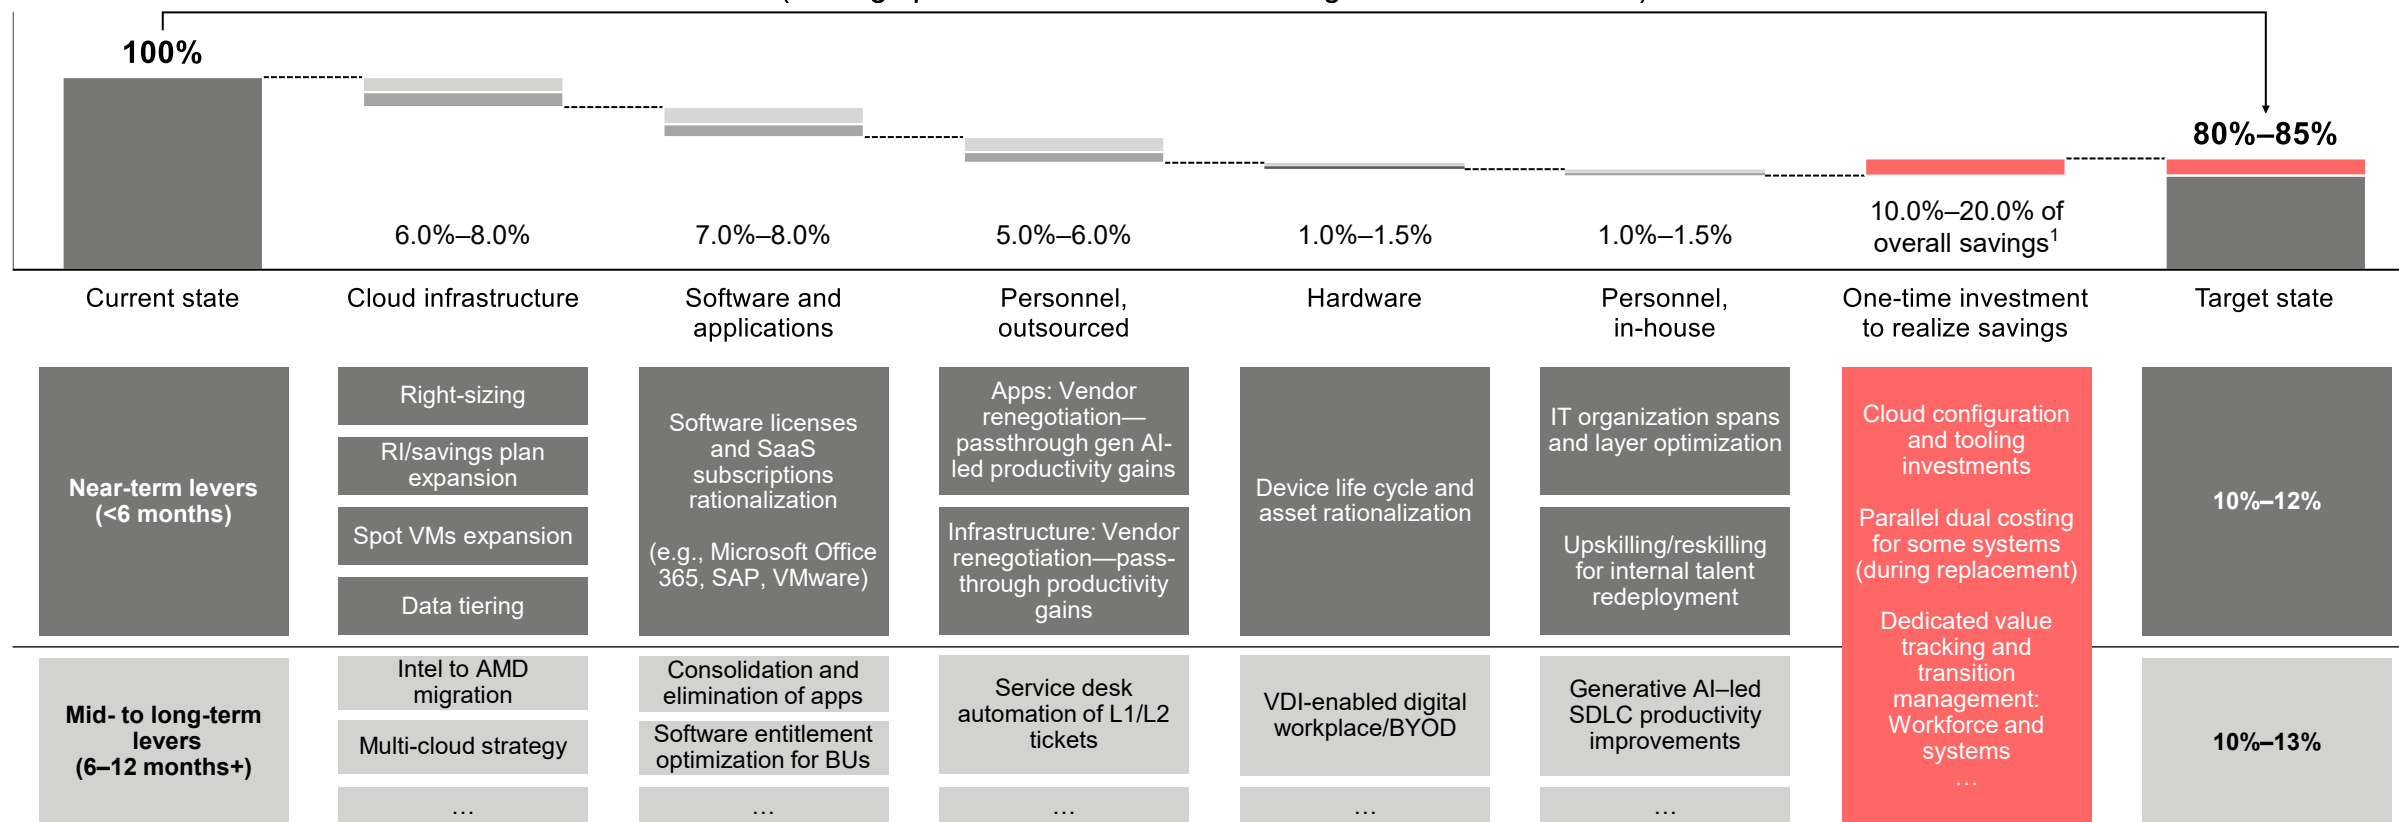 100%
80%–85%
6.0%–8.0%
7.0%–8.0%
5.0%–6.0%
1.0%–1.5%
1.0%–1.5%
10.0%–20.0% of
overall savings1
Current state
Cloud infrastructure
Software and
applications
Personnel,
outsourced
Hardware
Personnel,
in-house
One-time investment
to realize savings
Target state
Near-term levers
(<6 months)
Right-sizing
RI/savings plan
expansion
Spot VMs expansion
Data tiering
Software licenses
and SaaS
subscriptions
rationalization
(e.g., Microsoft Office
365, SAP, VMware)
Apps: Vendor
renegotiation—
passthrough gen AI-
led productivity gains
Infrastructure: Vendor
renegotiation—pass-
through productivity
gains
Device life cycle and
asset rationalization
IT organization spans
and layer optimization
Upskilling/reskilling
for internal talent
redeployment
Cloud configuration
and tooling
investments
Parallel dual costing
for some systems
(during replacement)
Dedicated value
tracking and
transition
management:
Workforce and
systems
…
10%–12%
Mid- to long-term
levers
(6–12 months+)
Intel to AMD
migration
Multi-cloud strategy
…
Consolidation and
elimination of apps
Software entitlement
optimization for BUs
…
Service desk
automation of L1/L2
tickets
…
VDI-enabled digital
workplace/BYOD
…
Generative AI–led
SDLC productivity
improvements
…
10%–13%